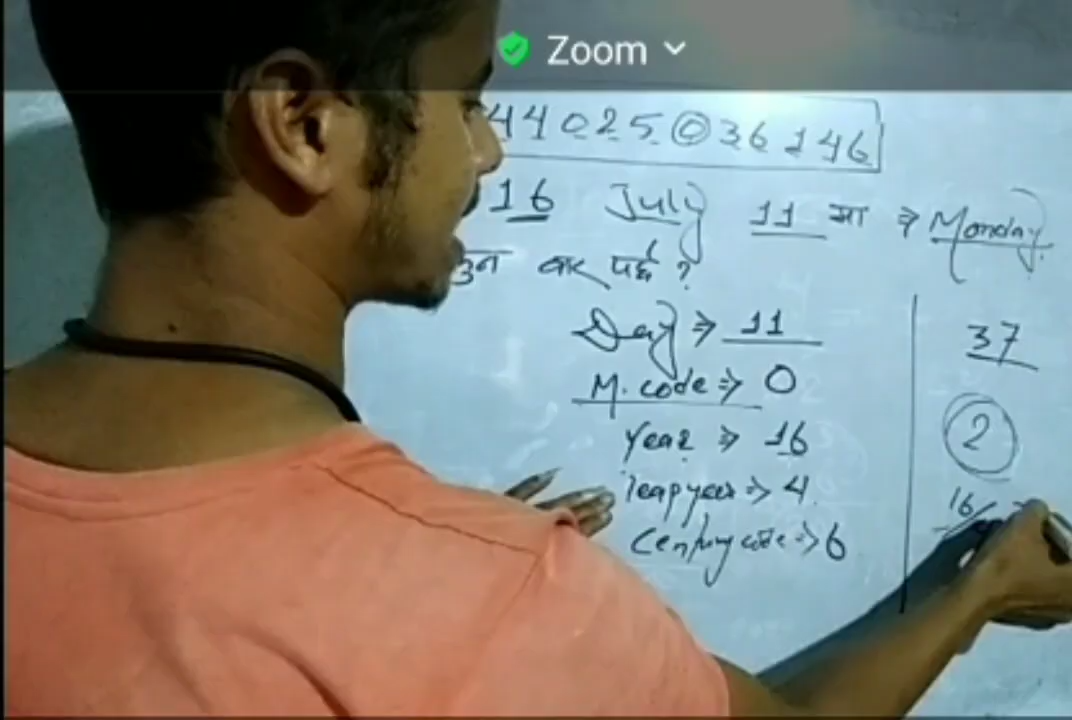 Zoom
44025036146
16 July 11 मा ⇒ Monday
वार् पर्छ ?
Day ⇒ 11
M. code ⇒ 0
Year ⇒ 16
leap year ⇒ 4.
Century code ⇒ 6
37
2
16/